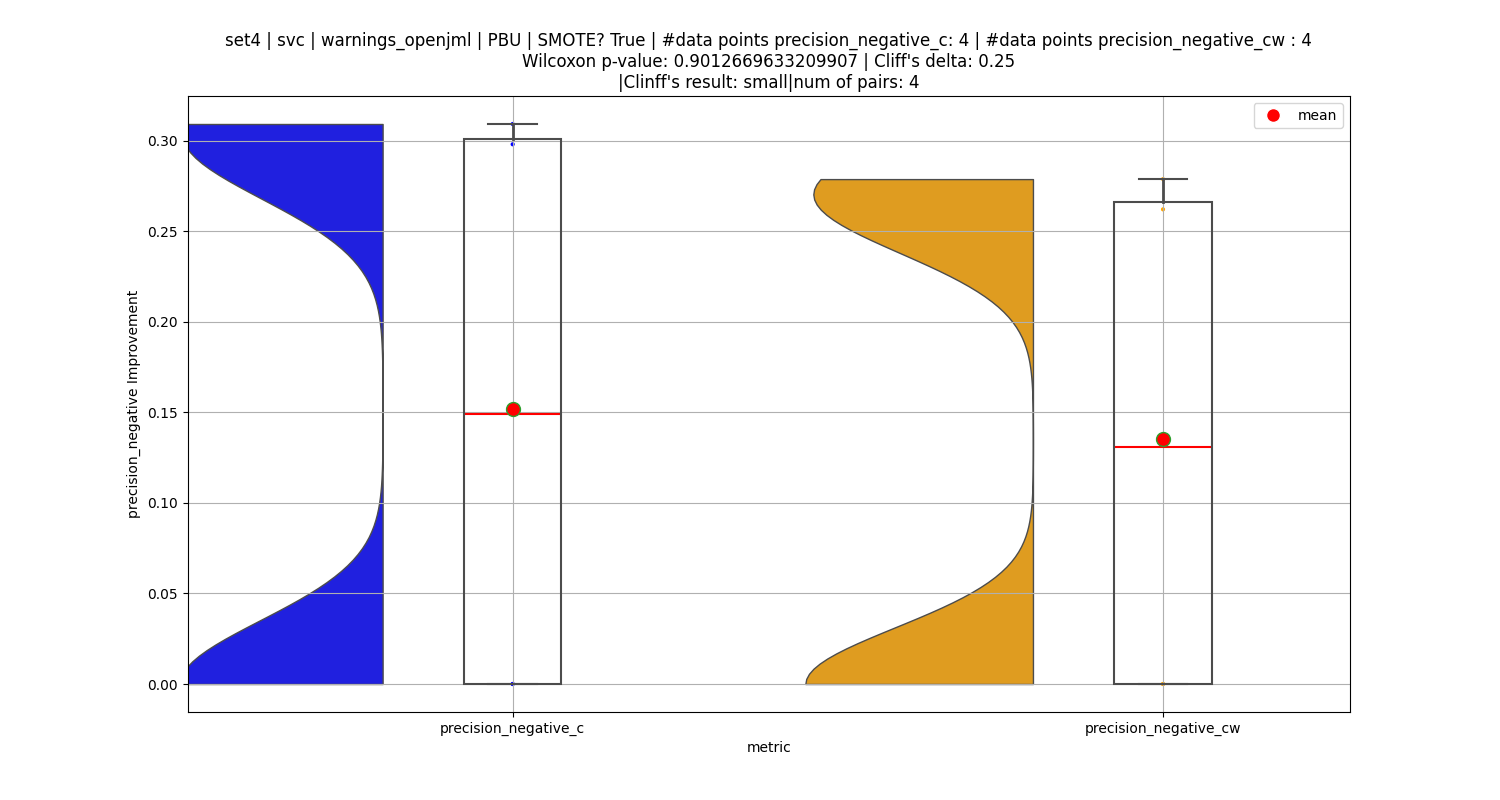 set4 | svc | warnings_openjml | PBU | SMOTE? True | #data points precision_negative_c: 4 | #data points precision_negative_cw : 4
Wilcoxon p-value: 0.9012669633209907 | Cliff's delta: 0.25
|Clinff's result: small|num of pairs: 4
mean
0.30
0.25
0.20
0.15
0.10
0.05
0.00
precision_negative Improvement
precision_negative_c
precision_negative_cw
metric